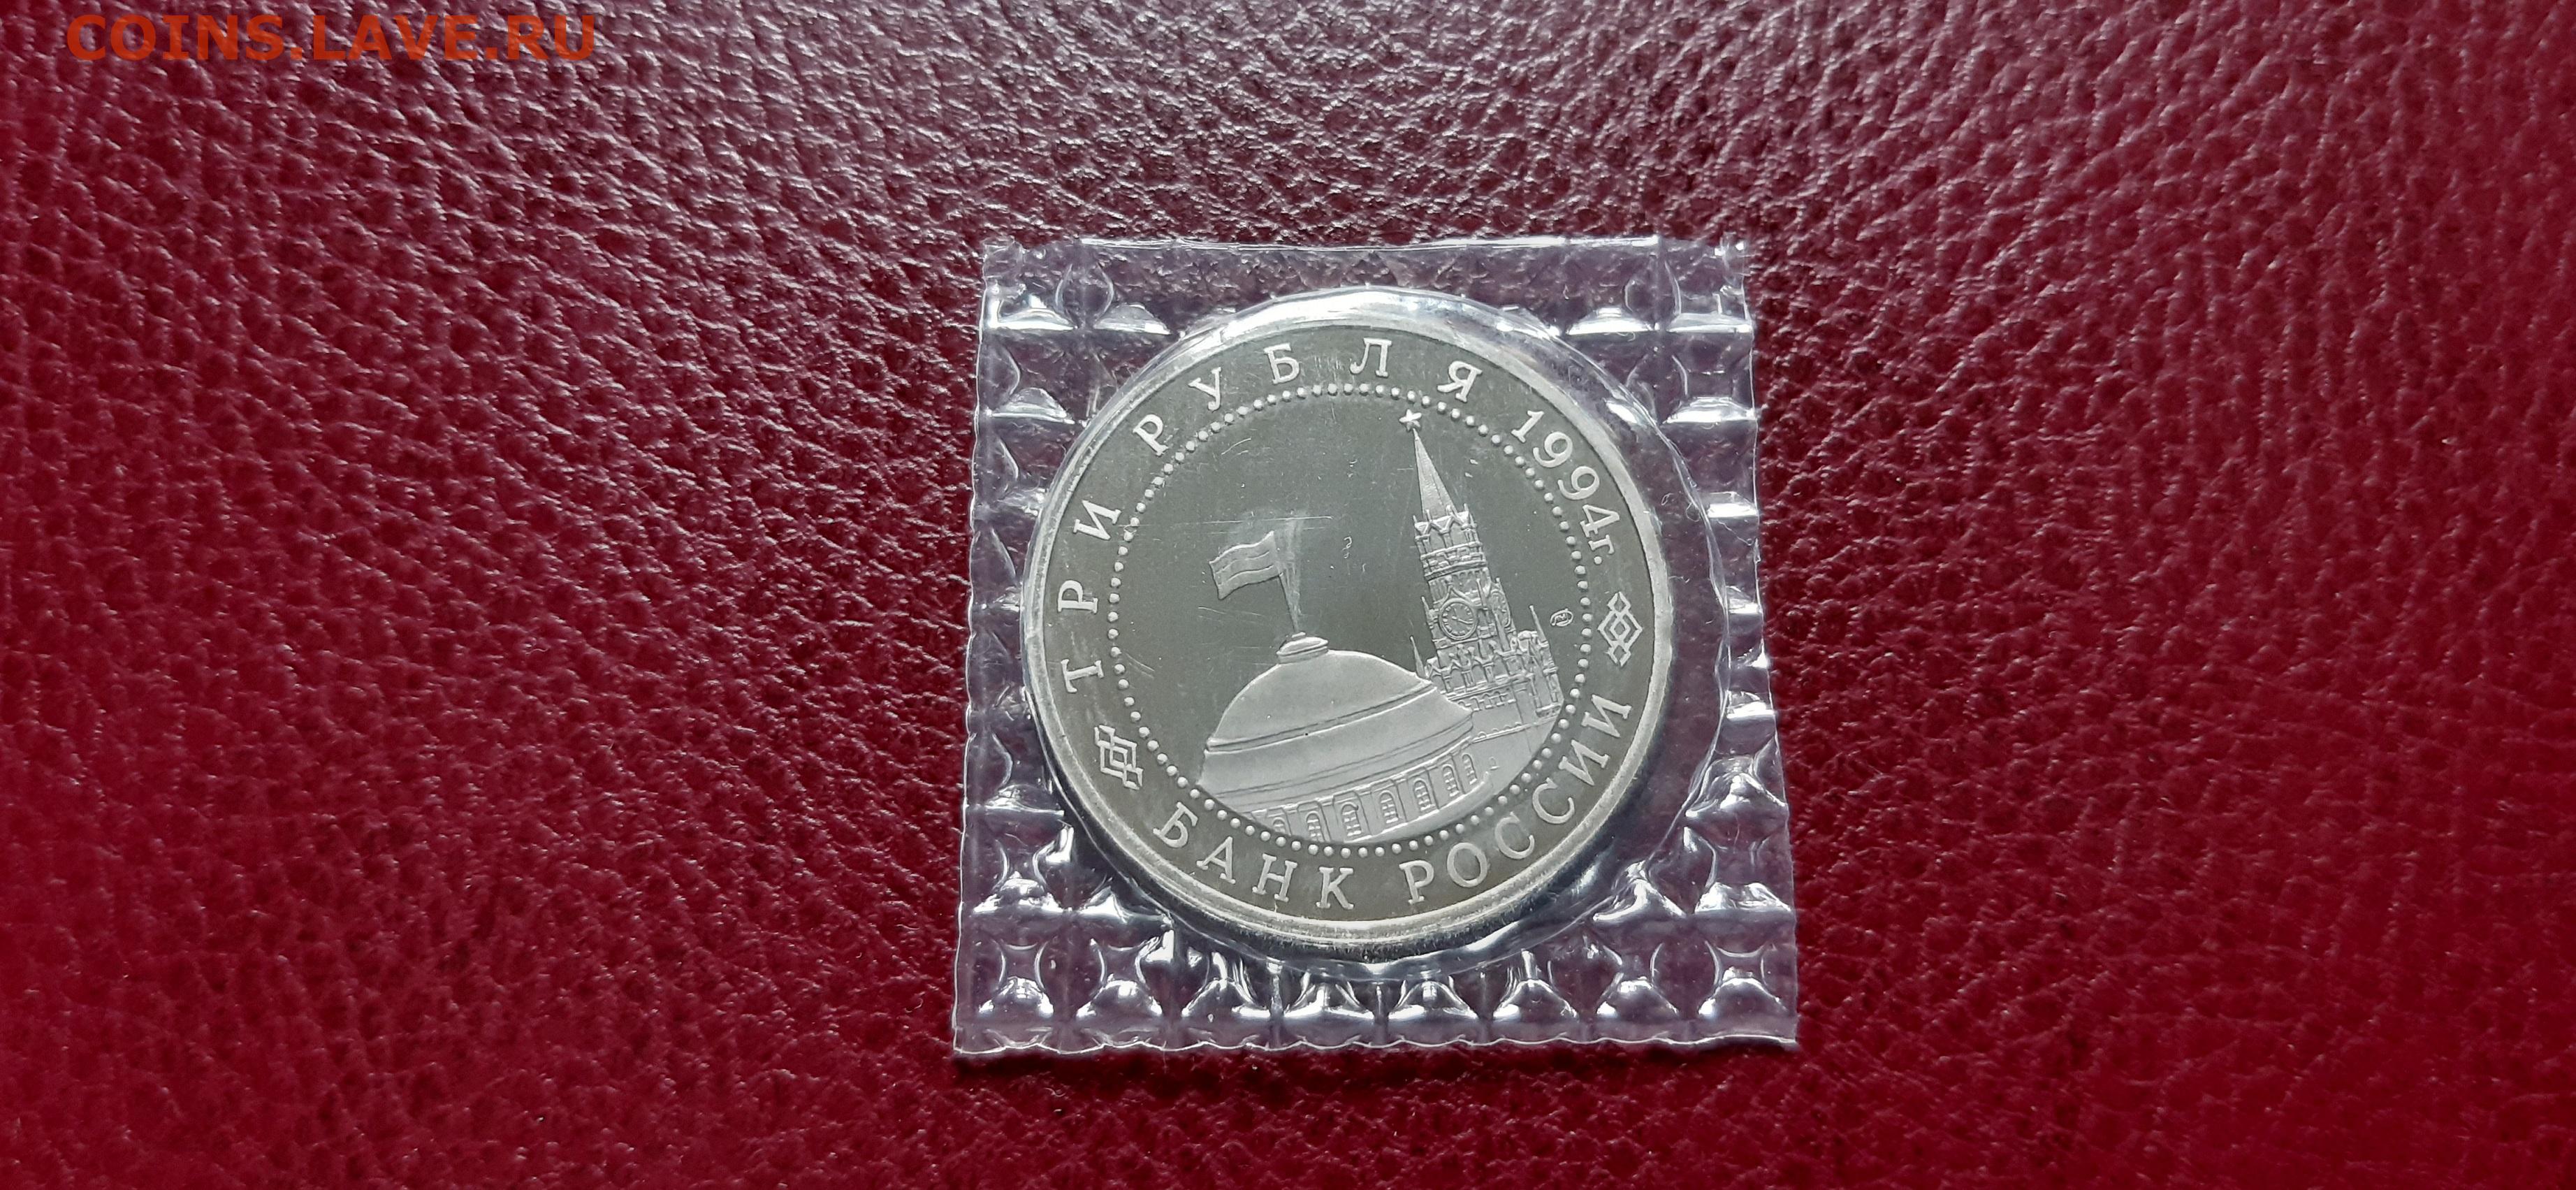 COINS.LAVE.RU
ТРИ РУБЛЯ 1994г.
БАНК РОССИИ